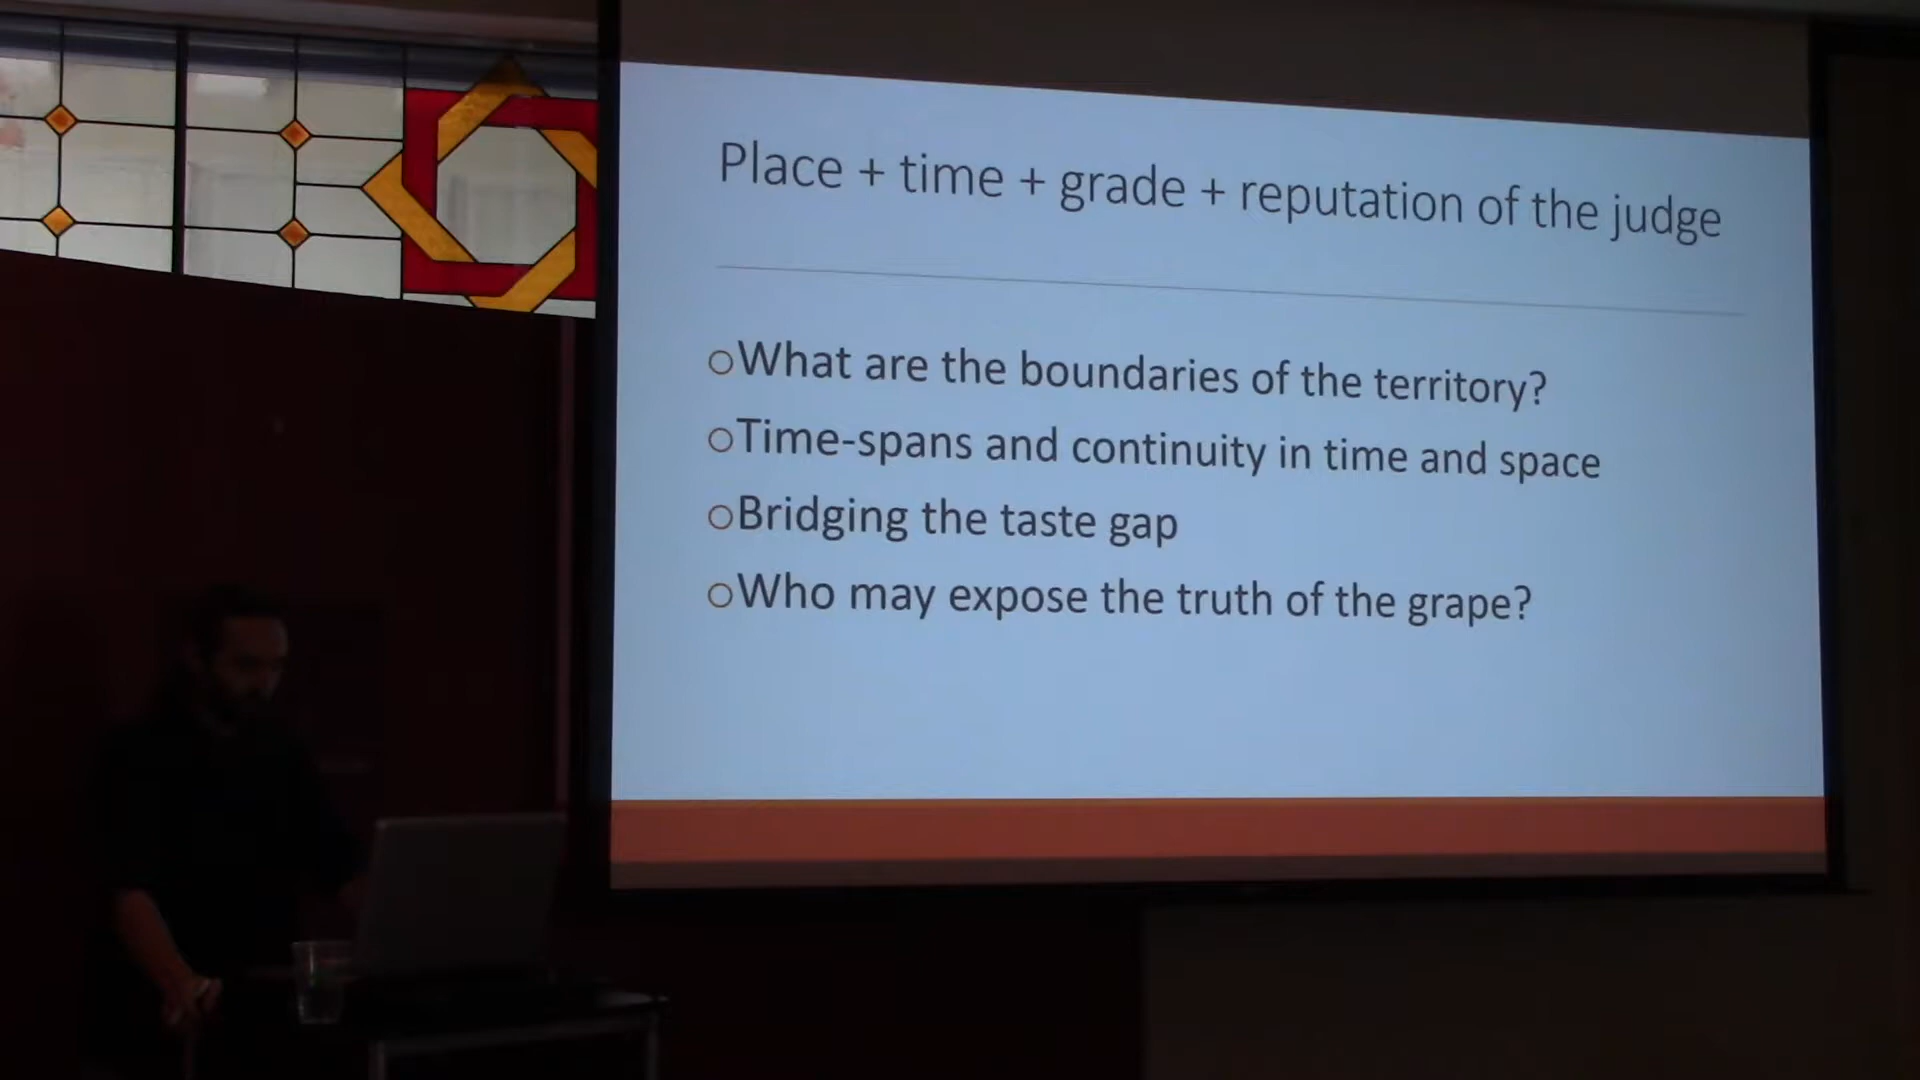 Place + time + grade + reputation of the judge
○What are the boundaries of the territory?
○Time-spans and continuity in time and space
○Bridging the taste gap
○Who may expose the truth of the grape?